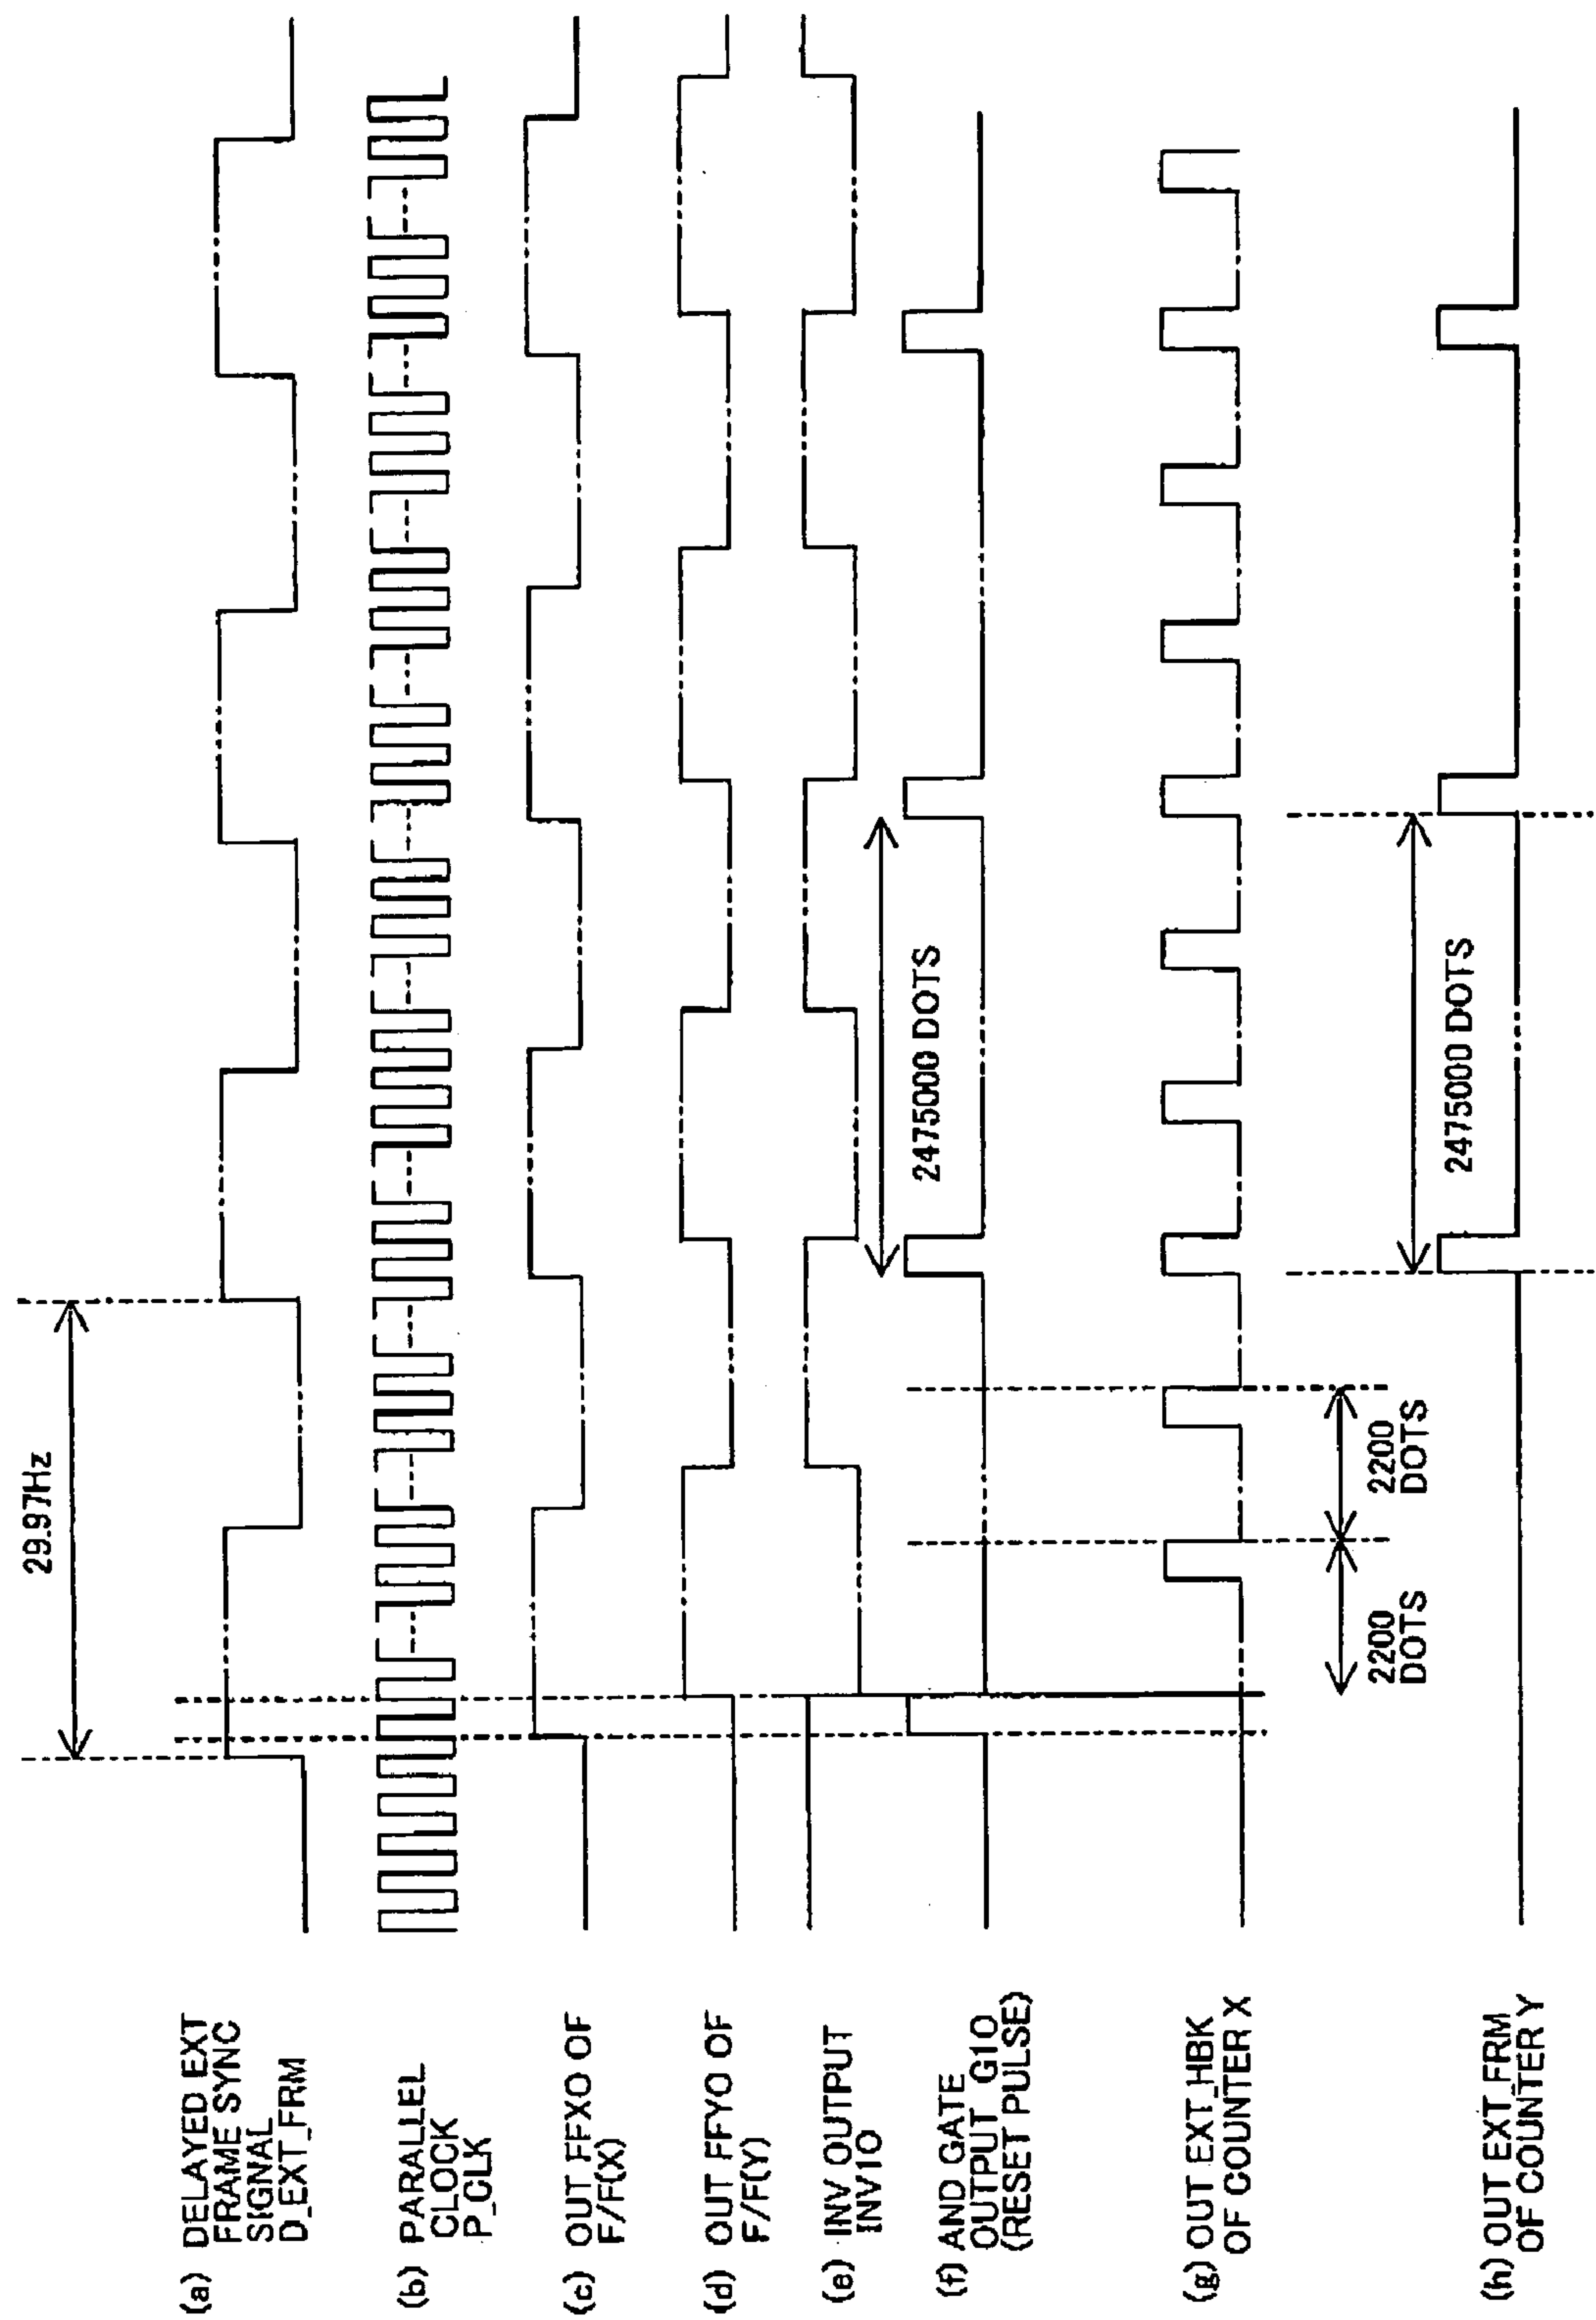 29.97Hz
(a) DELAYED EXT
FRAME SYNC
SIGNAL
D_EXT_FRM
(b) PARALLEL
CLOCK
P_CLK
(c) OUT FFXO OF
F/F(X)
(d) OUT FFYO OF
F/F(Y)
(e) INV OUTPUT
INV1O
2475000 DOTS
(f) AND GATE
OUTPUT G1O
(RESET PULSE)
(g) OUT EXT_HBK
OF COUNTER X
2200
DOTS
2200
DOTS
2475000 DOTS
(h) OUT EXT_FRM
OF COUNTER Y